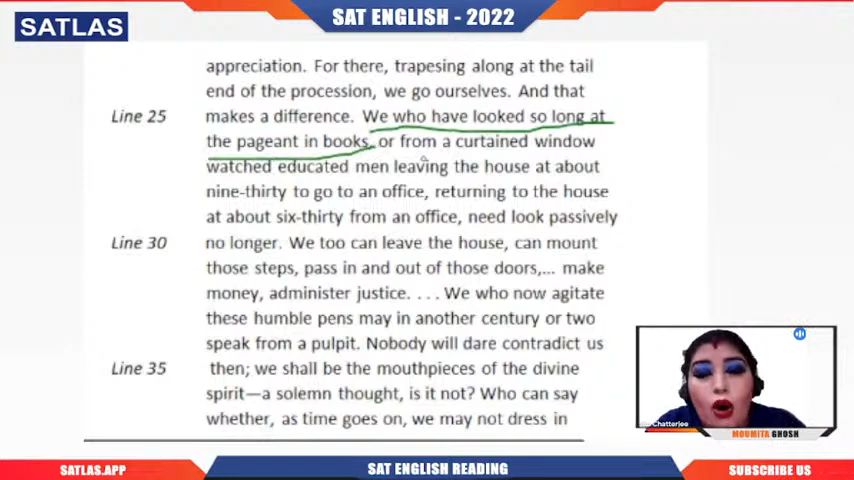 SATLAS
SAT ENGLISH - 2022
appreciation. For there, trapesing along at the tail
end of the procession, we go ourselves. And that
Line 25 makes a difference. We who have looked so long at
the pageant in books, or from a curtained window
watched educated men leaving the house at about
nine-thirty to go to an office, returning to the house
at about six-thirty from an office, need look passively
Line 30 no longer. We too can leave the house, can mount
those steps, pass in and out of those doors,... make
money, administer justice. . . . We who now agitate
these humble pens may in another century or two
speak from a pulpit. Nobody will dare contradict us
Line 35 then; we shall be the mouthpieces of the divine
spirit—a solemn thought, is it not? Who can say
whether, as time goes on, we may not dress in
Chatterjee
MOUMITA GHOSH
SATLAS.APP
SAT ENGLISH READING
SUBSCRIBE US